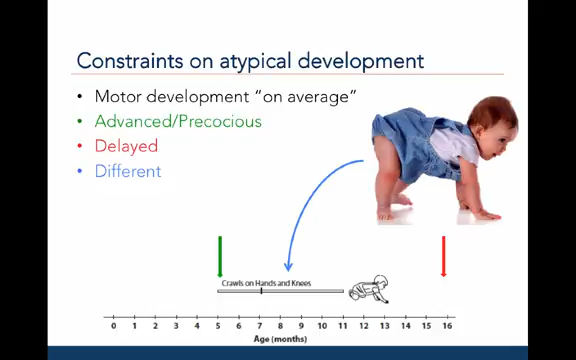 Constraints on atypical development
• Motor development “on average”
• Advanced/Precocious
• Delayed
• Different
Crawls on Hands and Knees
0 1 2 3 4 5 6 7 8 9 10 11 12 13 14 15 16
Age (months)